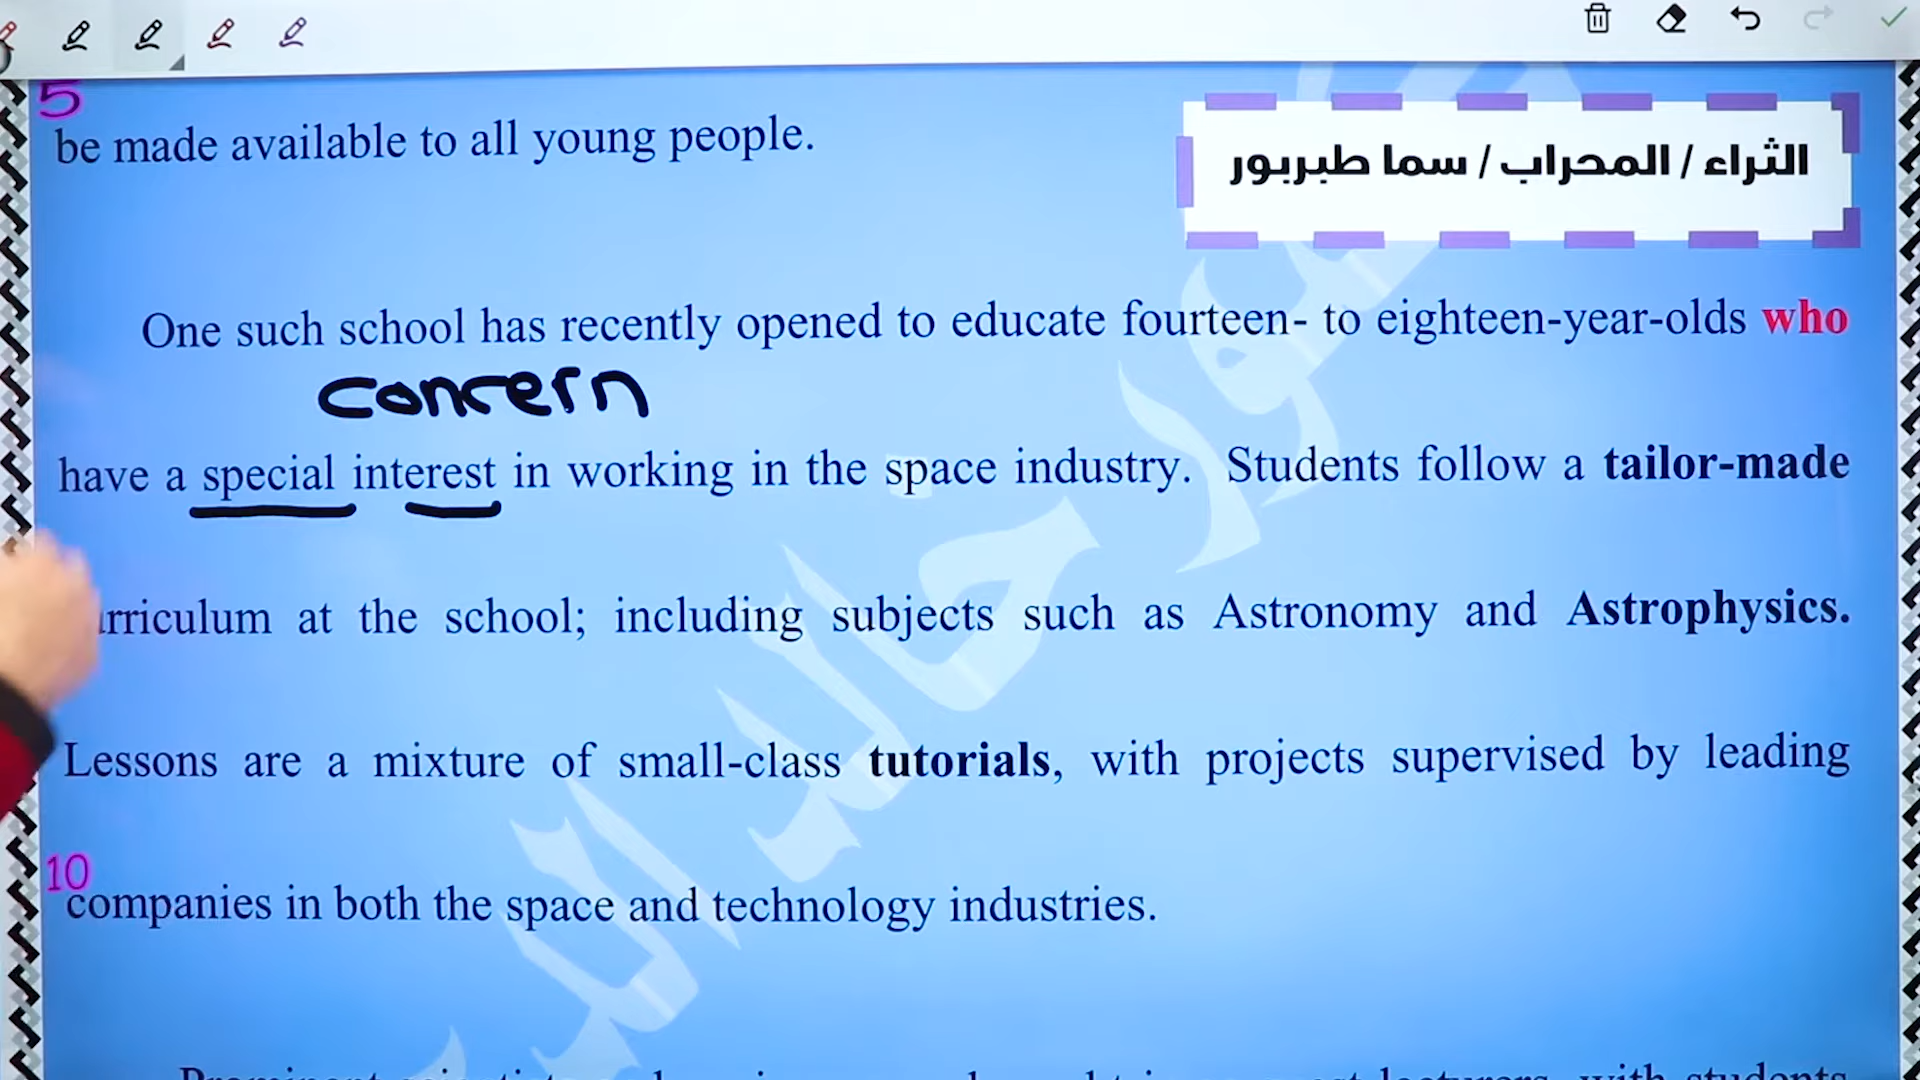 5
be made available to all young people.
الثراء / المحراب / سما طبربور
One such school has recently opened to educate fourteen- to eighteen-year-olds who
concern
have a special interest in working in the space industry. Students follow a tailor-made
urriculum at the school; including subjects such as Astronomy and Astrophysics.
Lessons are a mixture of small-class tutorials, with projects supervised by leading
10
companies in both the space and technology industries.
with students